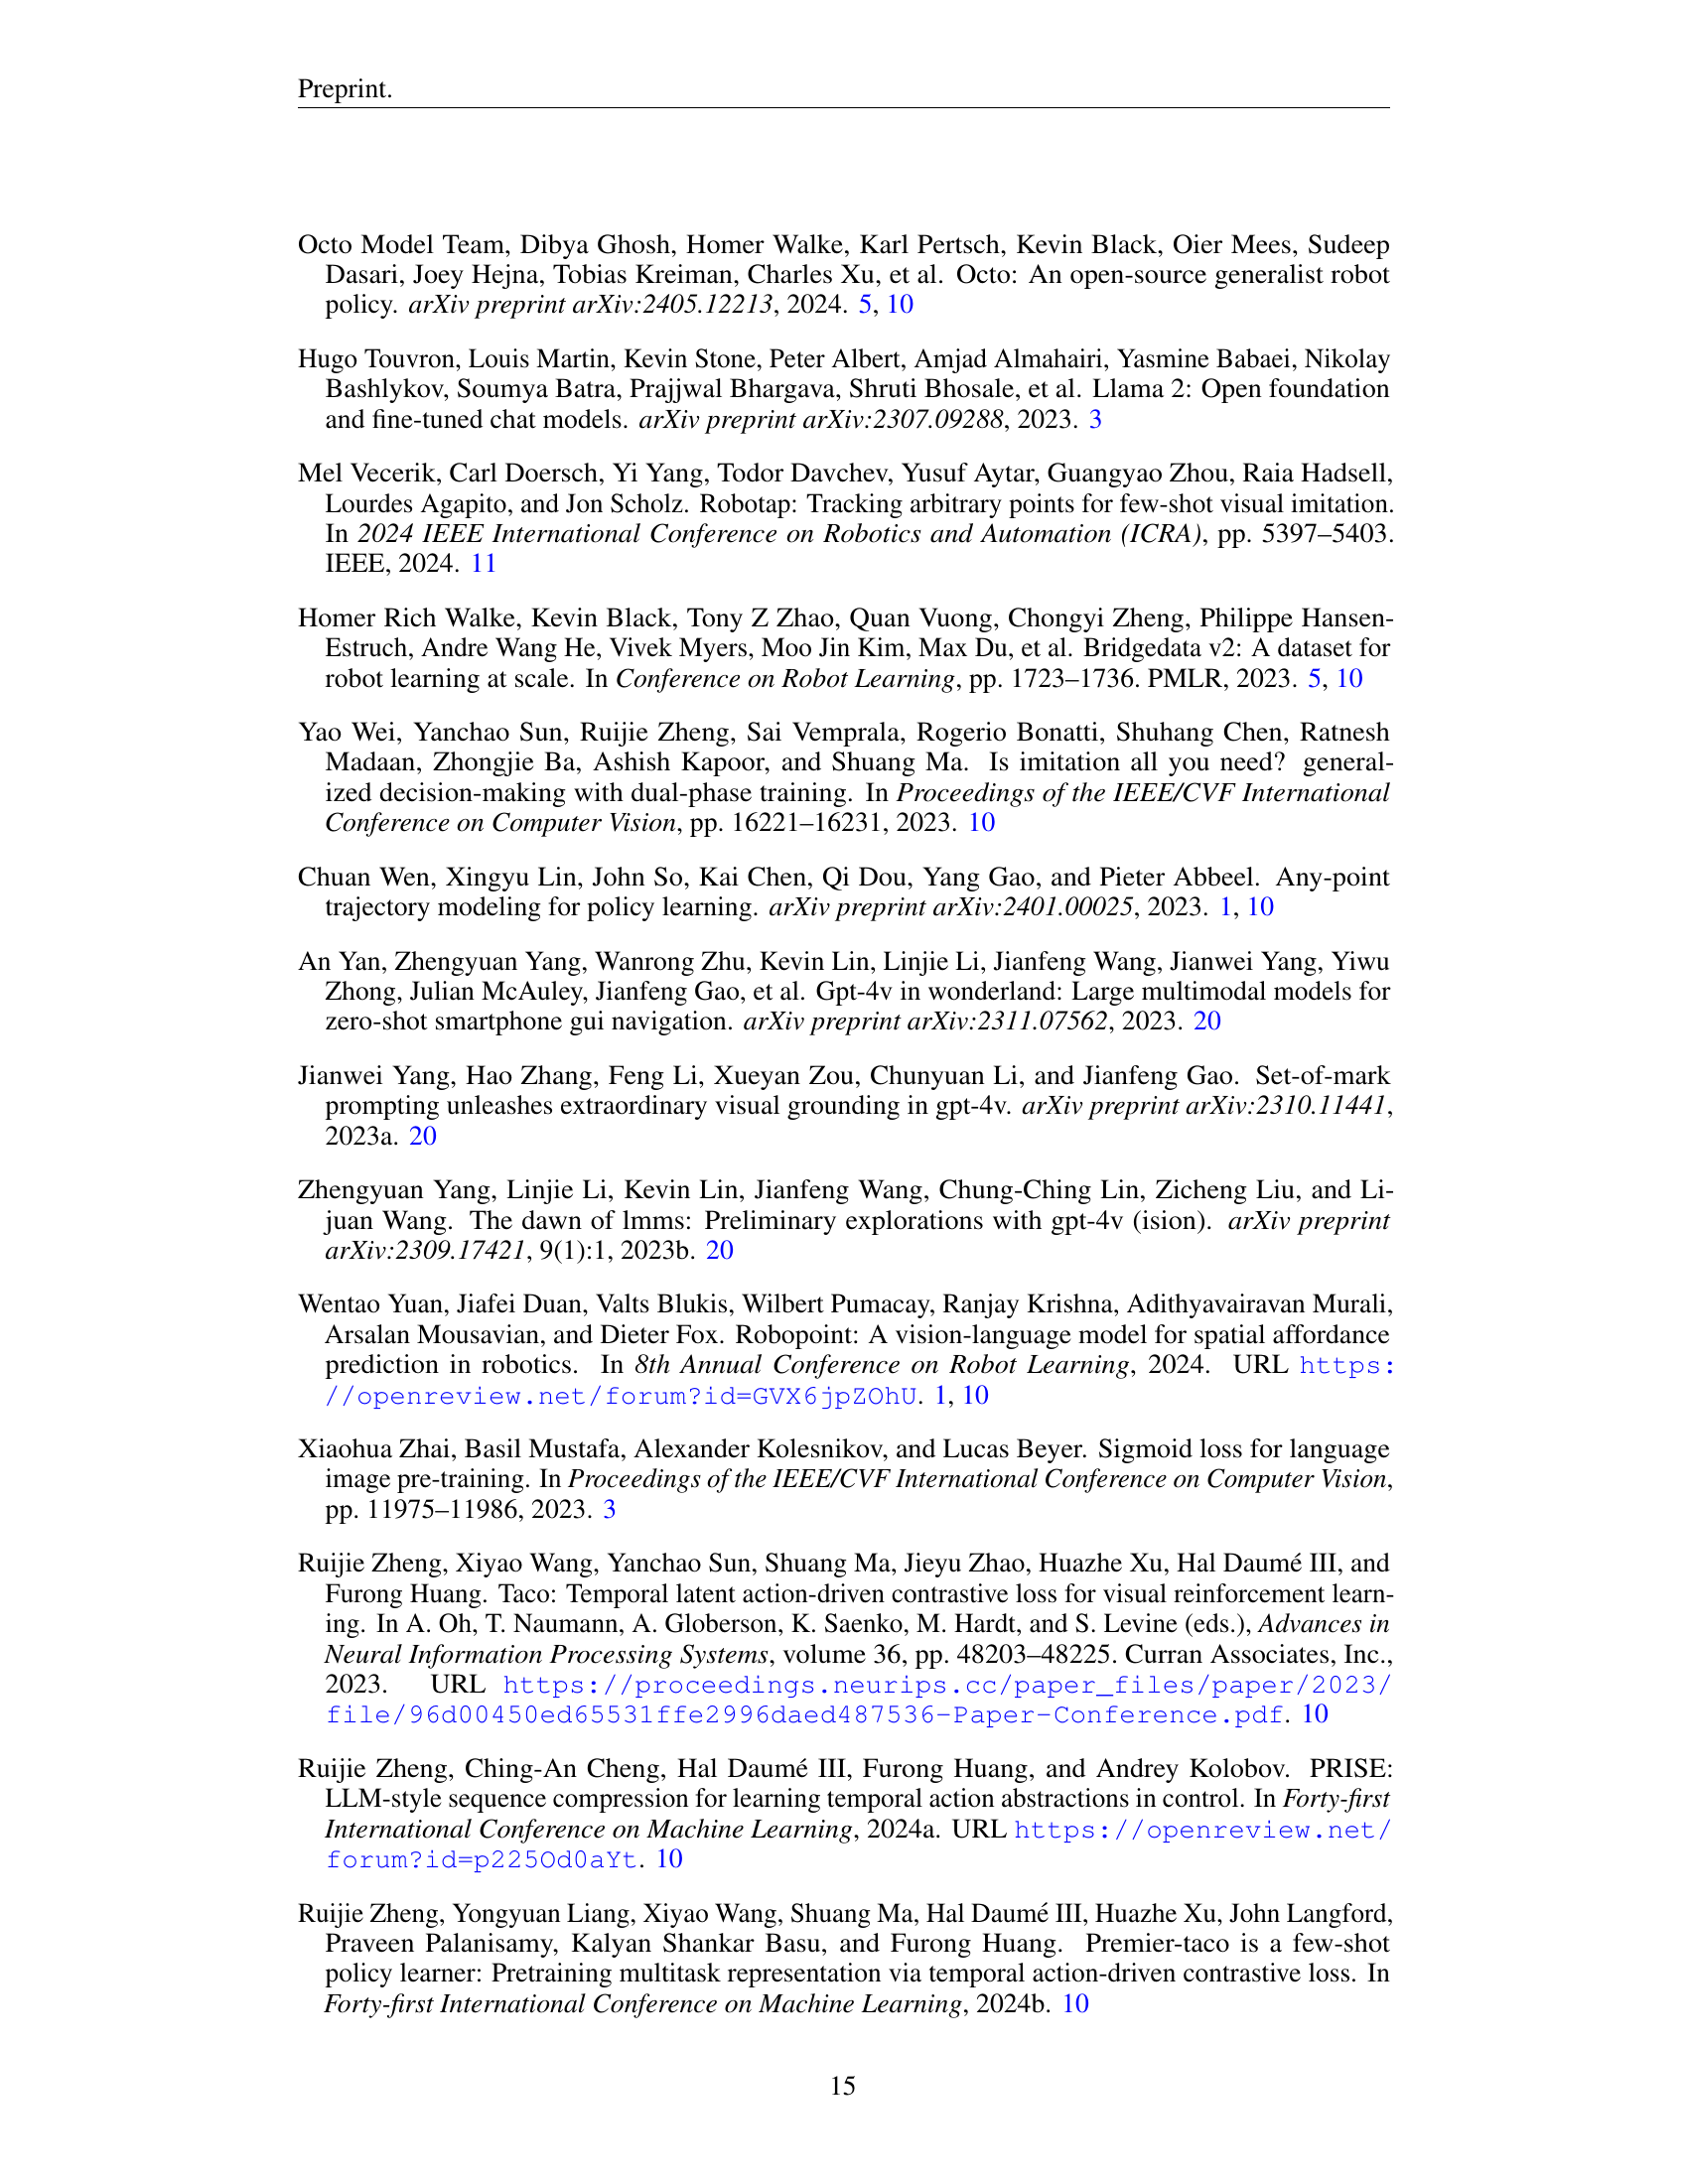 Preprint.
Octo Model Team, Dibya Ghosh, Homer Walke, Karl Pertsch, Kevin Black, Oier Mees, Sudeep
Dasari, Joey Hejna, Tobias Kreiman, Charles Xu, et al. Octo: An open-source generalist robot
policy. arXiv preprint arXiv:2405.12213, 2024. 5, 10
Hugo Touvron, Louis Martin, Kevin Stone, Peter Albert, Amjad Almahairi, Yasmine Babaei, Nikolay
Bashlykov, Soumya Batra, Prajjwal Bhargava, Shruti Bhosale, et al. Llama 2: Open foundation
and fine-tuned chat models. arXiv preprint arXiv:2307.09288, 2023. 3
Mel Vecerik, Carl Doersch, Yi Yang, Todor Davchev, Yusuf Aytar, Guangyao Zhou, Raia Hadsell,
Lourdes Agapito, and Jon Scholz. Robotap: Tracking arbitrary points for few-shot visual imitation.
In 2024 IEEE International Conference on Robotics and Automation (ICRA), pp. 5397–5403.
IEEE, 2024. 11
Homer Rich Walke, Kevin Black, Tony Z Zhao, Quan Vuong, Chongyi Zheng, Philippe Hansen-
Estruch, Andre Wang He, Vivek Myers, Moo Jin Kim, Max Du, et al. Bridgedata v2: A dataset for
robot learning at scale. In Conference on Robot Learning, pp. 1723–1736. PMLR, 2023. 5, 10
Yao Wei, Yanchao Sun, Ruijie Zheng, Sai Vemprala, Rogerio Bonatti, Shuhang Chen, Ratnesh
Madaan, Zhongjie Ba, Ashish Kapoor, and Shuang Ma. Is imitation all you need? general-
ized decision-making with dual-phase training. In Proceedings of the IEEE/CVF International
Conference on Computer Vision, pp. 16221–16231, 2023. 10
Chuan Wen, Xingyu Lin, John So, Kai Chen, Qi Dou, Yang Gao, and Pieter Abbeel. Any-point
trajectory modeling for policy learning. arXiv preprint arXiv:2401.00025, 2023. 1, 10
An Yan, Zhengyuan Yang, Wanrong Zhu, Kevin Lin, Linjie Li, Jianfeng Wang, Jianwei Yang, Yiwu
Zhong, Julian McAuley, Jianfeng Gao, et al. Gpt-4v in wonderland: Large multimodal models for
zero-shot smartphone gui navigation. arXiv preprint arXiv:2311.07562, 2023. 20
Jianwei Yang, Hao Zhang, Feng Li, Xueyan Zou, Chunyuan Li, and Jianfeng Gao. Set-of-mark
prompting unleashes extraordinary visual grounding in gpt-4v. arXiv preprint arXiv:2310.11441,
2023a. 20
Zhengyuan Yang, Linjie Li, Kevin Lin, Jianfeng Wang, Chung-Ching Lin, Zicheng Liu, and Li-
juan Wang. The dawn of lmms: Preliminary explorations with gpt-4v (ision). arXiv preprint
arXiv:2309.17421, 9(1):1, 2023b. 20
Wentao Yuan, Jiafei Duan, Valts Blukis, Wilbert Pumacay, Ranjay Krishna, Adithyavairavan Murali,
Arsalan Mousavian, and Dieter Fox. Robopoint: A vision-language model for spatial affordance
prediction in robotics. In 8th Annual Conference on Robot Learning, 2024. URL https:
//openreview.net/forum?id=GVX6jpZOhU. 1, 10
Xiaohua Zhai, Basil Mustafa, Alexander Kolesnikov, and Lucas Beyer. Sigmoid loss for language
image pre-training. In Proceedings of the IEEE/CVF International Conference on Computer Vision,
pp. 11975–11986, 2023. 3
Ruijie Zheng, Xiyao Wang, Yanchao Sun, Shuang Ma, Jieyu Zhao, Huazhe Xu, Hal Daumé III, and
Furong Huang. Taco: Temporal latent action-driven contrastive loss for visual reinforcement learn-
ing. In A. Oh, T. Naumann, A. Globerson, K. Saenko, M. Hardt, and S. Levine (eds.), Advances in
Neural Information Processing Systems, volume 36, pp. 48203–48225. Curran Associates, Inc.,
2023. URL https://proceedings.neurips.cc/paper_files/paper/2023/
file/96d00450ed65531ffe2996daed487536-Paper-Conference.pdf. 10
Ruijie Zheng, Ching-An Cheng, Hal Daumé III, Furong Huang, and Andrey Kolobov. PRISE:
LLM-style sequence compression for learning temporal action abstractions in control. In Forty-first
International Conference on Machine Learning, 2024a. URL https://openreview.net/
forum?id=p225Od0aYt. 10
Ruijie Zheng, Yongyuan Liang, Xiyao Wang, Shuang Ma, Hal Daumé III, Huazhe Xu, John Langford,
Praveen Palanisamy, Kalyan Shankar Basu, and Furong Huang. Premier-taco is a few-shot
policy learner: Pretraining multitask representation via temporal action-driven contrastive loss. In
Forty-first International Conference on Machine Learning, 2024b. 10
15